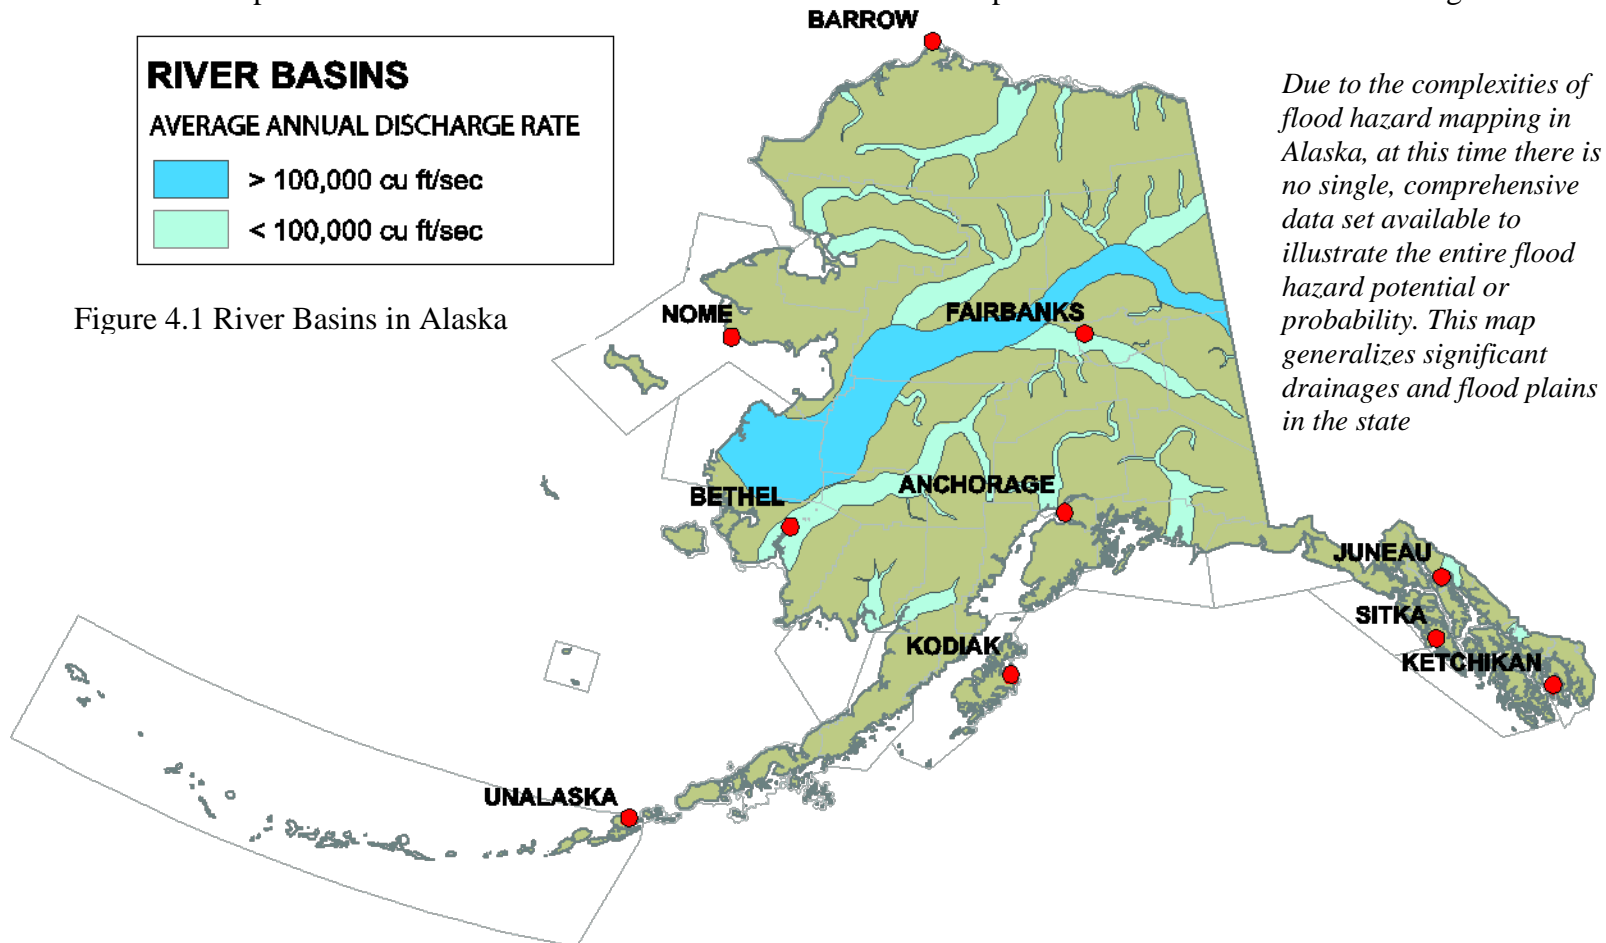 BARROW
RIVER BASINS
AVERAGE ANNUAL DISCHARGE RATE
> 100,000 cu ft/sec
< 100,000 cu ft/sec
Figure 4.1 River Basins in Alaska
Due to the complexities of
flood hazard mapping in
Alaska, at this time there is
no single, comprehensive
data set available to
illustrate the entire flood
hazard potential or
probability. This map
generalizes significant
drainages and flood plains
in the state
NOME
FAIRBANKS
BETHEL
ANCHORAGE
JUNEAU
SITKA
KODIAK
KETCHIKAN
UNALASKA